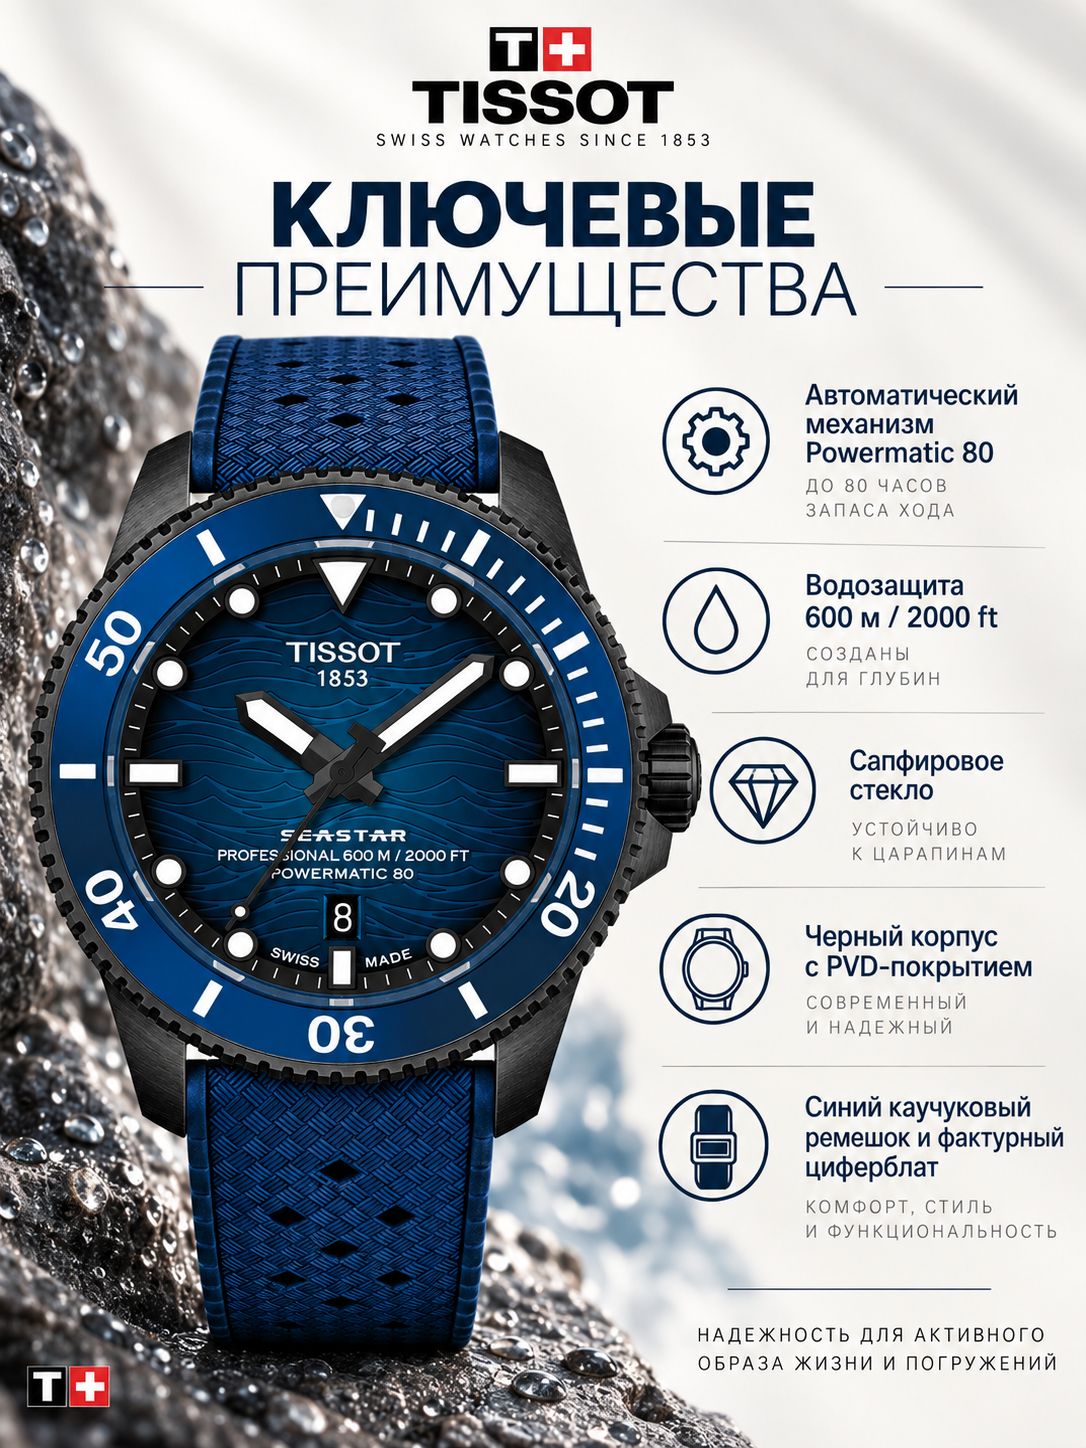 T+
TISSOT
SWISS WATCHES SINCE 1853
КЛЮЧЕВЫЕ
ПРЕИМУЩЕСТВА
Автоматический
механизм
Powermatic 80
ДО 80 ЧАСОВ
ЗАПАСА ХОДА
Водозащита
600 м / 2000 ft
СОЗДАНЫ
ДЛЯ ГЛУБИН
Сапфировое
стекло
УСТОЙЧИВО
К ЦАРАПИНАМ
Черный корпус
с PVD-покрытием
СОВРЕМЕННЫЙ
И НАДЕЖНЫЙ
Синий каучуковый
ремешок и фактурный
циферблат
КОМФОРТ, СТИЛЬ
И ФУНКЦИОНАЛЬНОСТЬ
НАДЕЖНОСТЬ ДЛЯ АКТИВНОГО
ОБРАЗА ЖИЗНИ И ПОГРУЖЕНИЙ
50
40
30
20
TISSOT
1853
SEASTAR
PROFESSIONAL 600 M / 2000 FT
POWERMATIC 80
8
SWISS MADE
T+